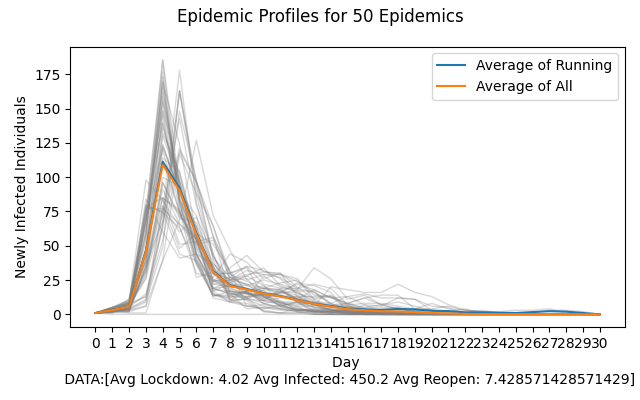 Epidemic Profiles for 50 Epidemics
Average of Running
Average of All
175
150
125
100
75
50
25
0
Newly Infected Individuals
0 1 2 3 4 5 6 7 8 9 10 11 12 13 14 15 16 17 18 19 20 21 22 23 24 25 26 27 28 29 30
Day
DATA:[Avg Lockdown: 4.02 Avg Infected: 450.2 Avg Reopen: 7.428571428571429]